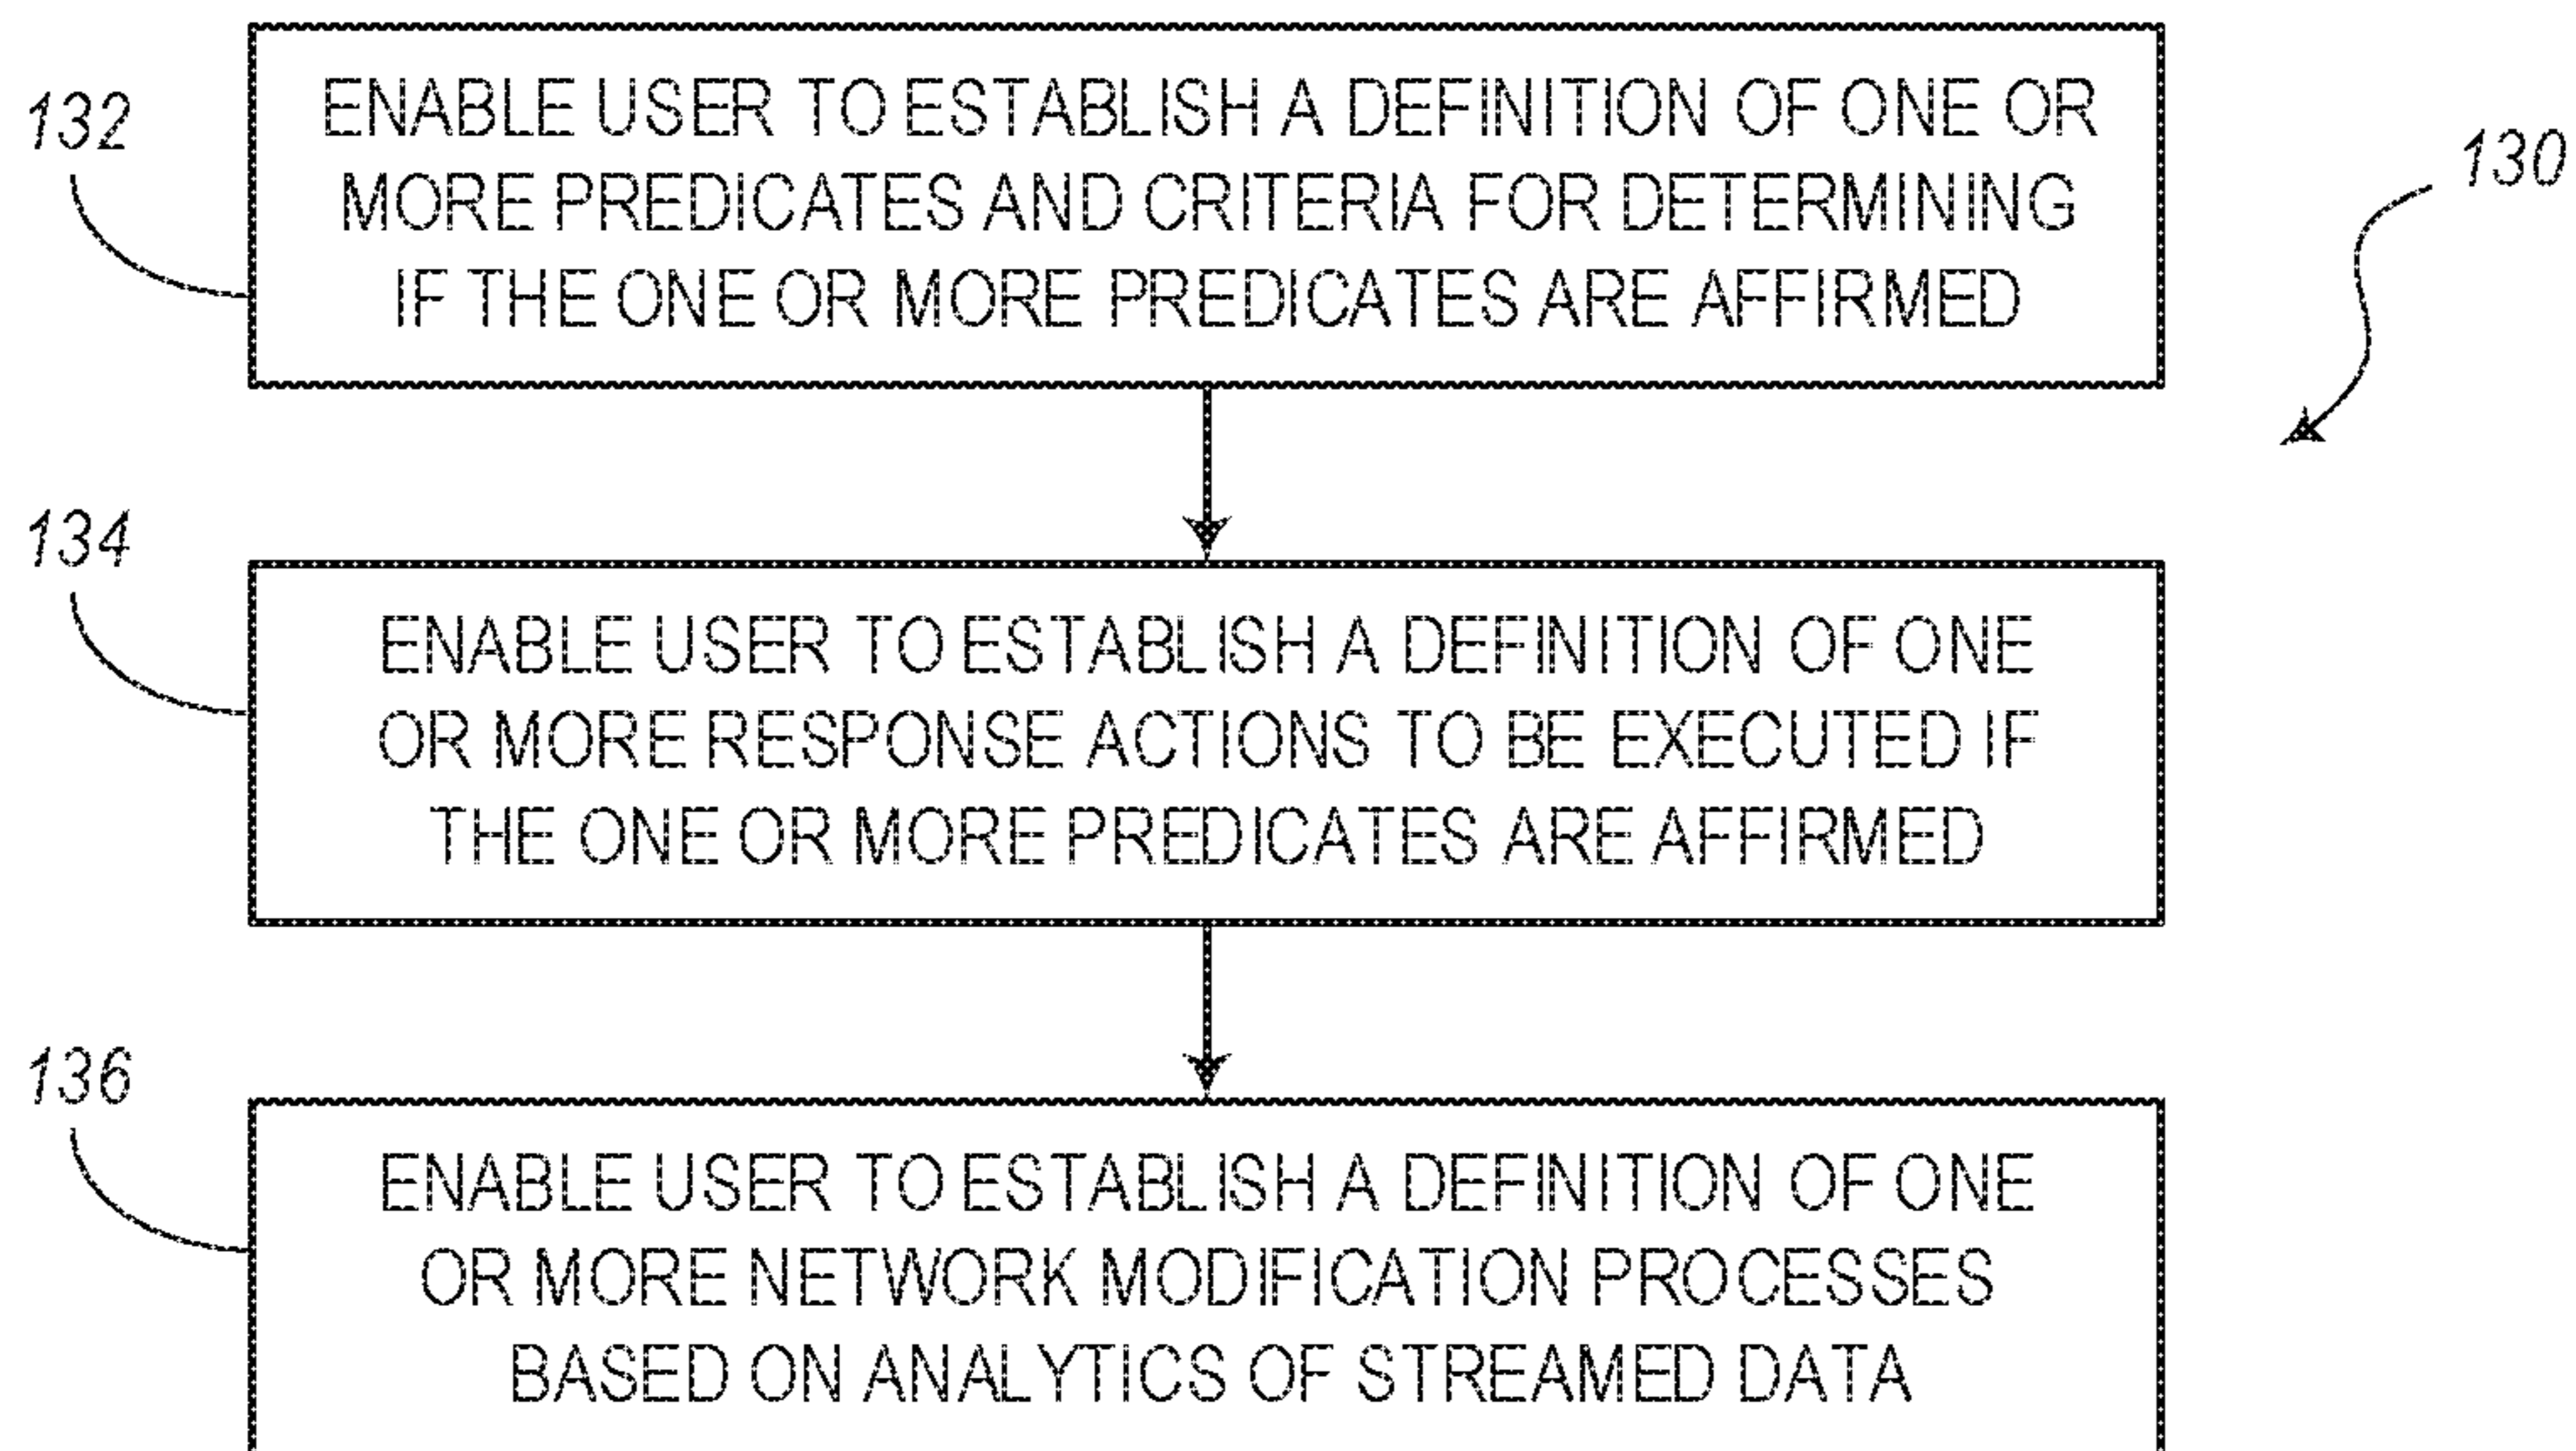 132
ENABLE USER TO ESTABLISH A DEFINITION OF ONE OR
MORE PREDICATES AND CRITERIA FOR DETERMINING
IF THE ONE OR MORE PREDICATES ARE AFFIRMED
130
134
ENABLE USER TO ESTABLISH A DEFINITION OF ONE
OR MORE RESPONSE ACTIONS TO BE EXECUTED IF
THE ONE OR MORE PREDICATES ARE AFFIRMED
136
ENABLE USER TO ESTABLISH A DEFINITION OF ONE
OR MORE NETWORK MODIFICATION PROCESSES
BASED ON ANALYTICS OF STREAMED DATA